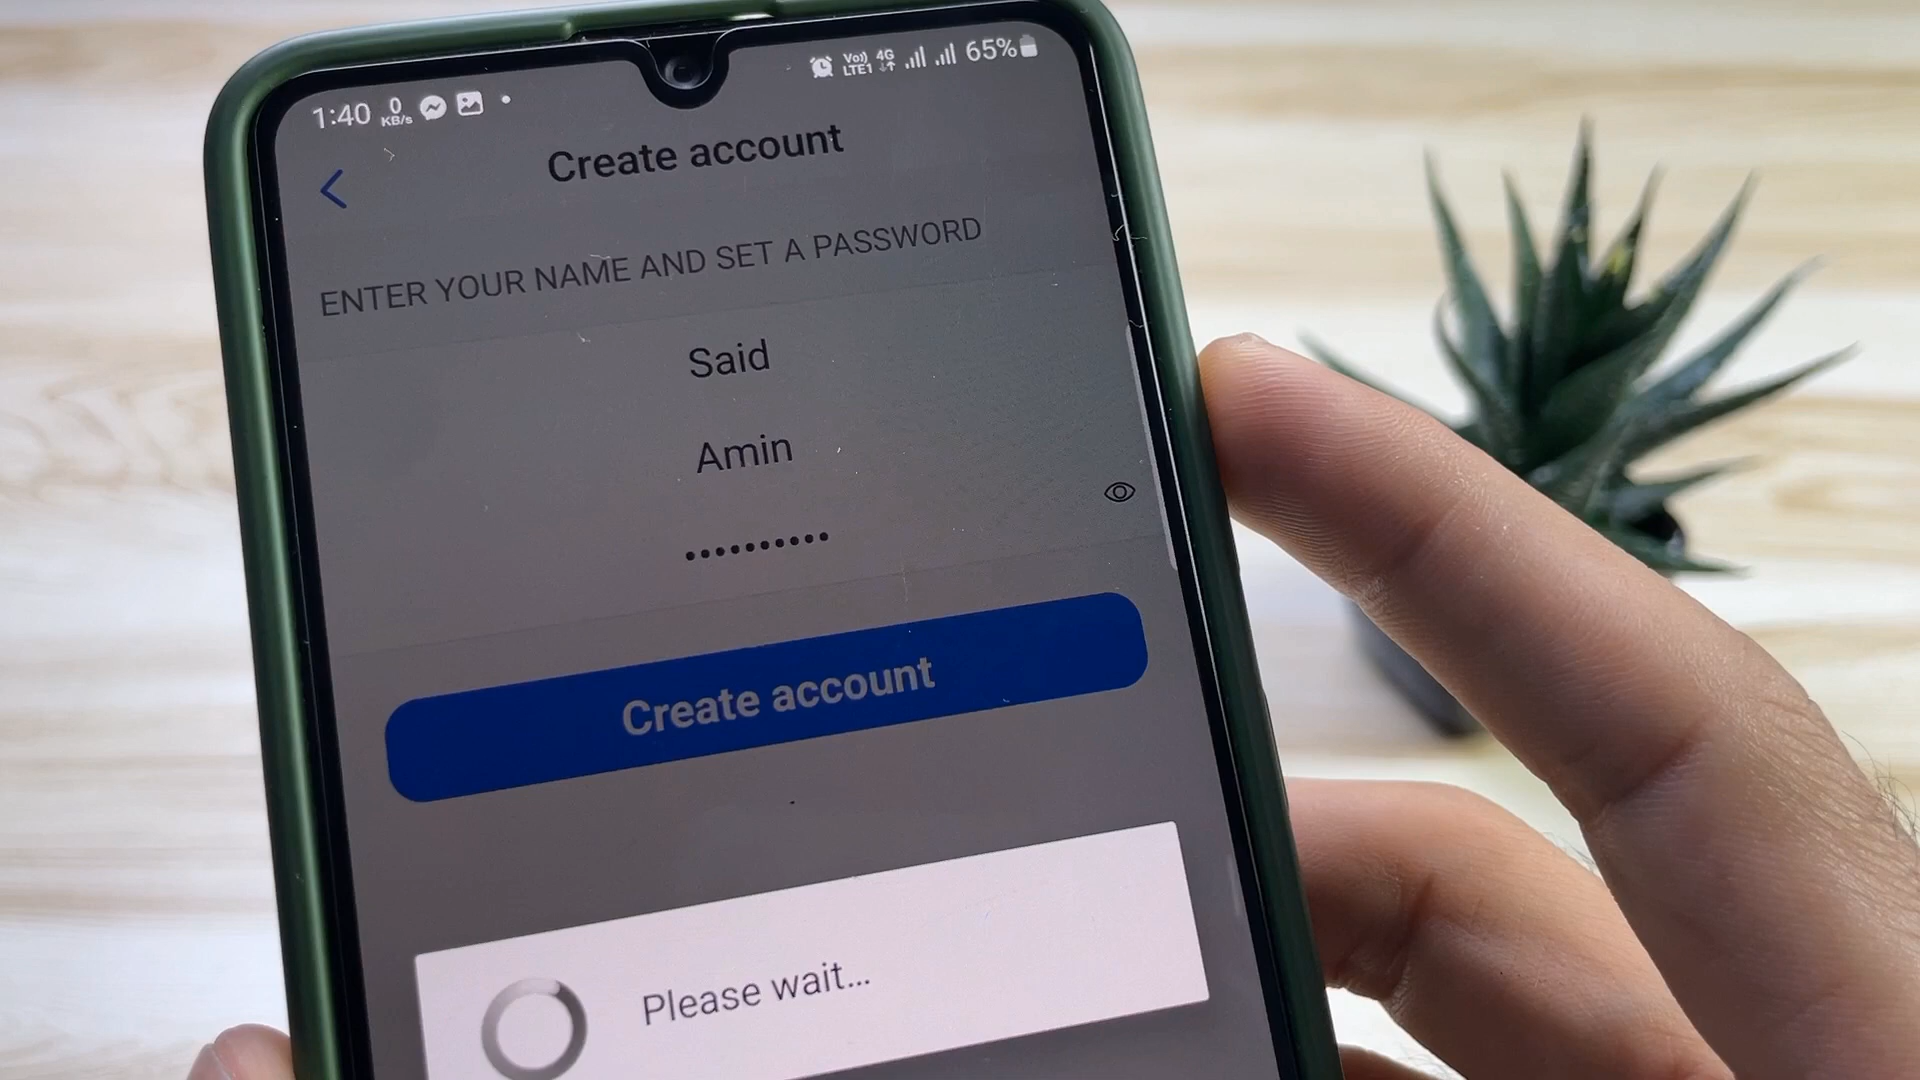 1:40 0 KB/s Vo)) LTE1 4G 65%
Create account
ENTER YOUR NAME AND SET A PASSWORD
Said
Amin
••••••••••
Create account
Please wait...